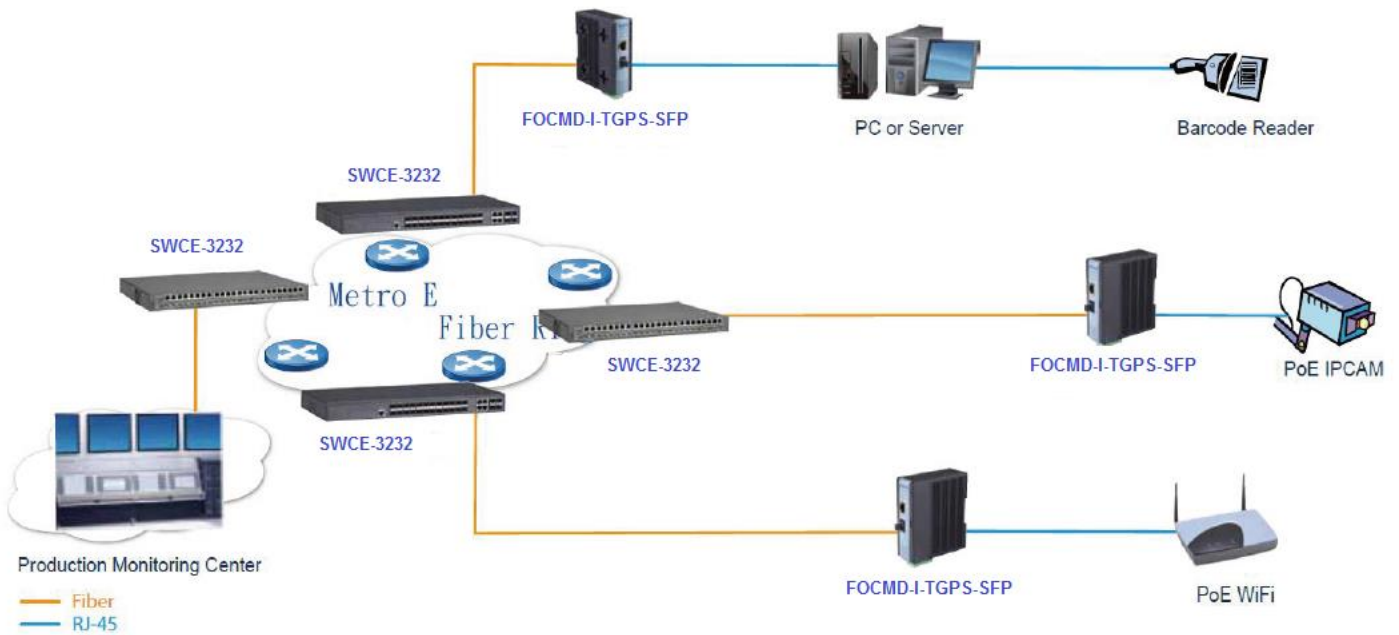 FOCMD-I-TGPS-SFP
PC or Server
Barcode Reader
SWCE-3232
SWCE-3232
Metro E
Fiber
SWCE-3232
FOCMD-I-TGPS-SFP
PoE IPCAM
SWCE-3232
Production Monitoring Center
FOCMD-I-TGPS-SFP
PoE WiFi
Fiber
RJ-45